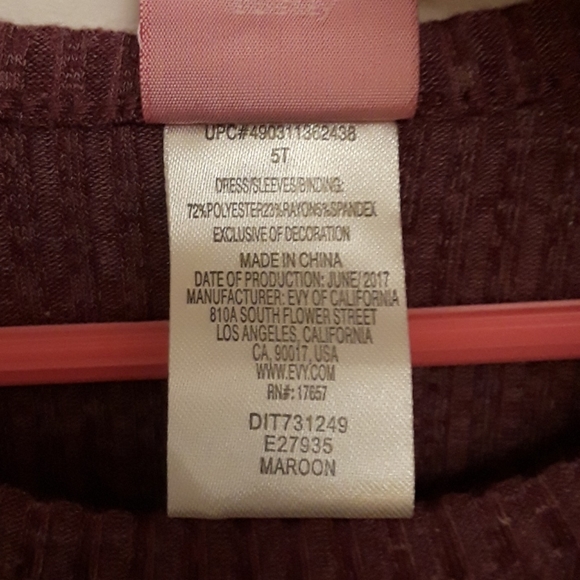 UPC#490311362438
5T
DRESS/SLEEVES/BINDING:
72%POLYESTER23%RAYON5%SPANDEX
EXCLUSIVE OF DECORATION
MADE IN CHINA
DATE OF PRODUCTION: JUNE/ 2017
MANUFACTURER: EVY OF CALIFORNIA
810A SOUTH FLOWER STREET
LOS ANGELES, CALIFORNIA
CA, 90017, USA
WWW.EVY.COM
RN#: 17657
DIT731249
E27935
MAROON